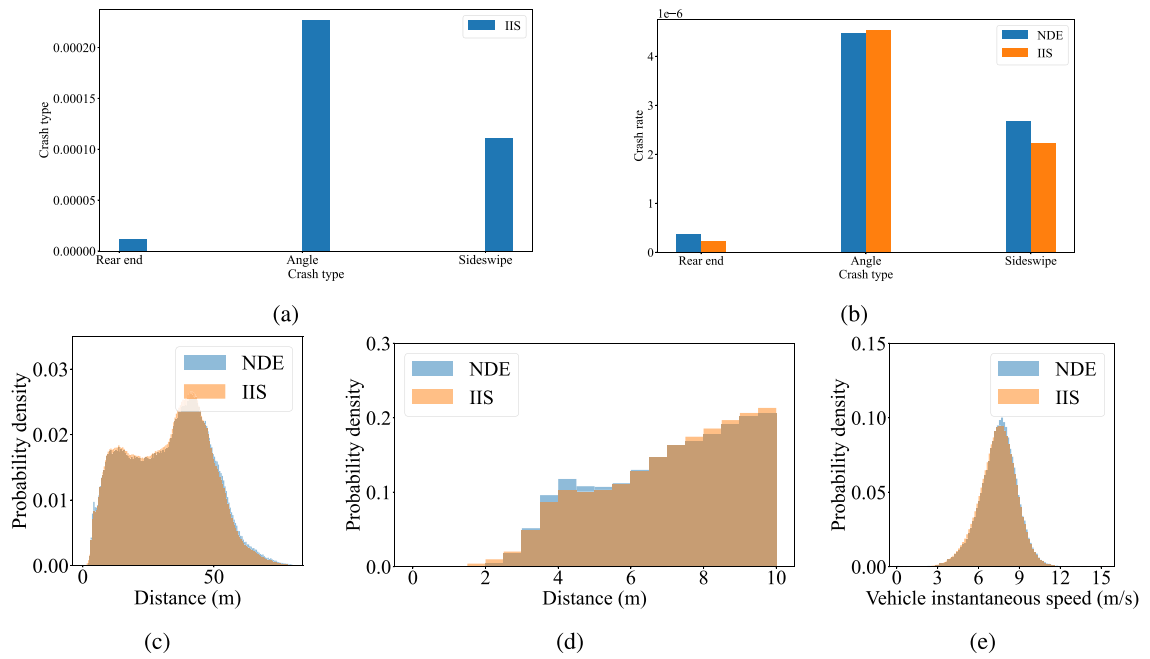 IIS
Crash type
0.00020
0.00015
0.00010
0.00005
0.00000
Rear end Angle Sideswipe
Crash type
(a)
1e−6
NDE
IIS
Crash rate
4
3
2
1
0
Rear end Angle Sideswipe
Crash type
(b)
NDE
IIS
Probability density
0.03
0.02
0.01
0.00
0 50
Distance (m)
(c)
NDE
IIS
Probability density
0.3
0.2
0.1
0.0
0 2 4 6 8 10
Distance (m)
(d)
NDE
IIS
Probability density
0.15
0.10
0.05
0.00
0 3 6 9 12 15
Vehicle instantaneous speed (m/s)
(e)